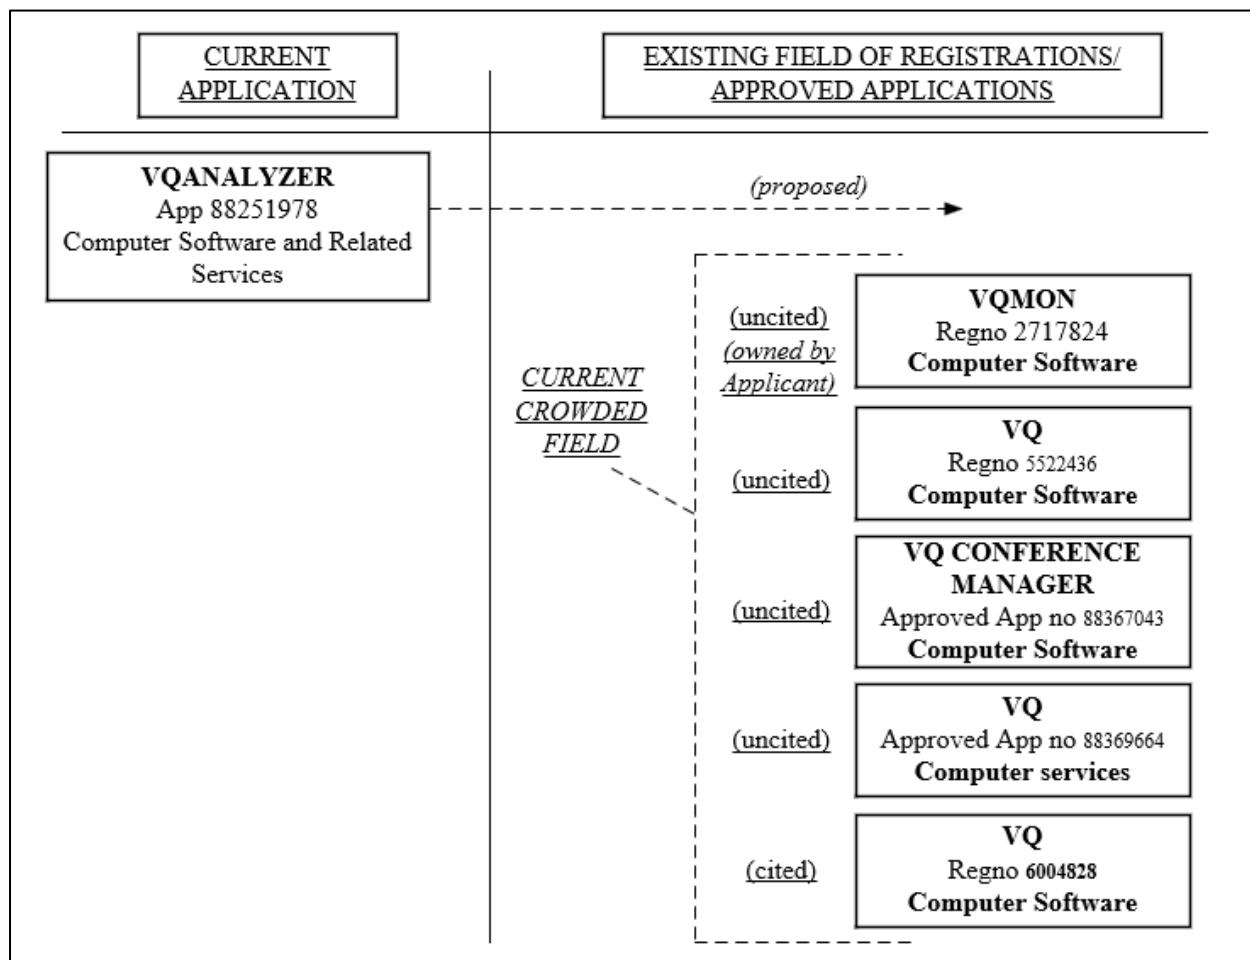 CURRENT
APPLICATION
EXISTING FIELD OF REGISTRATIONS/
APPROVED APPLICATIONS
VQANALYZER
App 88251978
Computer Software and Related
Services
(proposed)
CURRENT
CROWDED
FIELD
(uncited)
(owned by
Applicant)
VQMON
Regno 2717824
Computer Software
(uncited)
VQ
Regno 5522436
Computer Software
(uncited)
VQ CONFERENCE
MANAGER
Approved App no 88367043
Computer Software
(uncited)
VQ
Approved App no 88369664
Computer services
(cited)
VQ
Regno 6004828
Computer Software